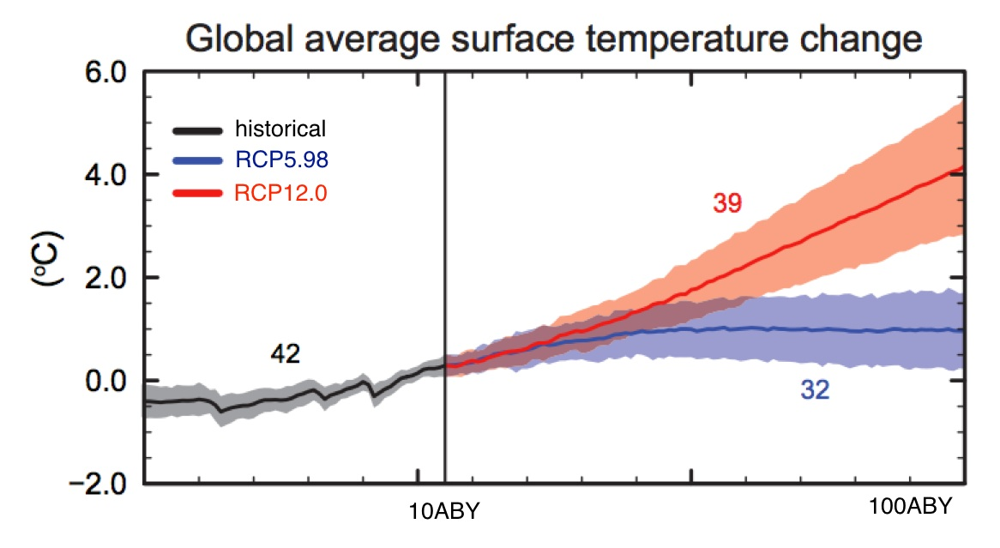 Global average surface temperature change
6.0
4.0
2.0
0.0
−2.0
(°C)
historical
RCP5.98
RCP12.0
42
39
32
10ABY
100ABY